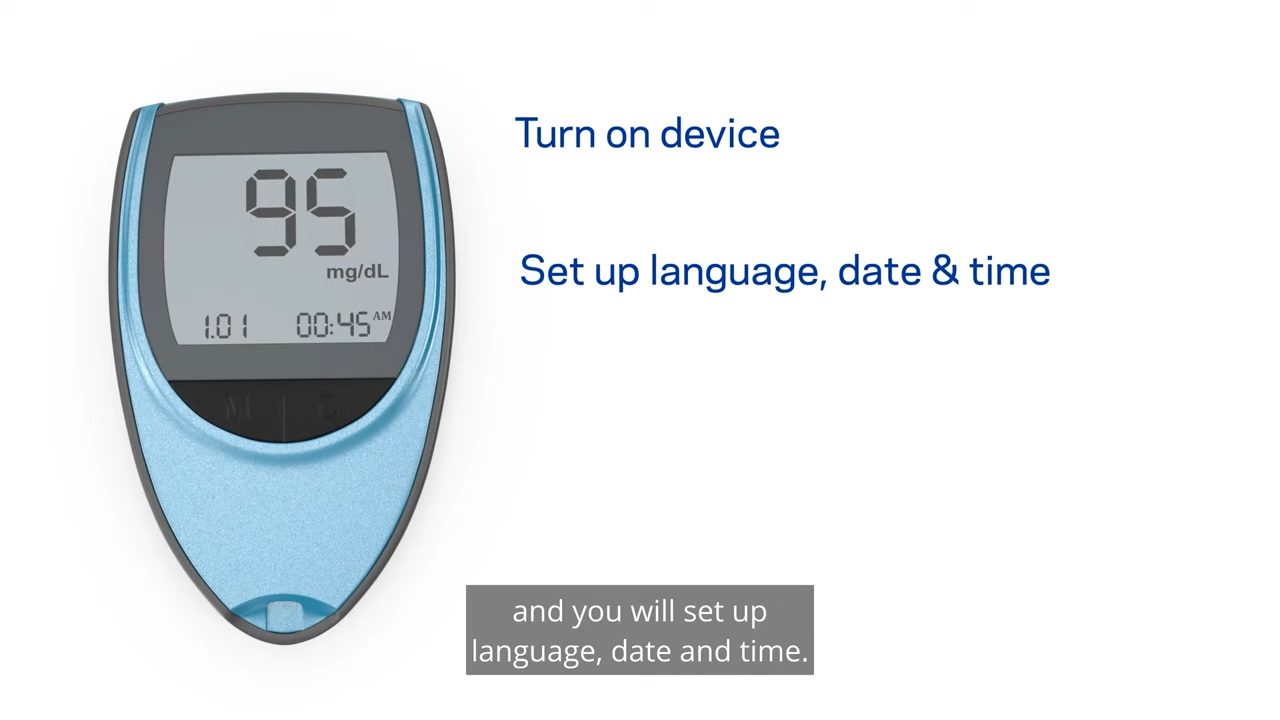 95
mg/dL
1.01 00:45 AM
M
Turn on device
Set up language, date & time
and you will set up
language, date and time.